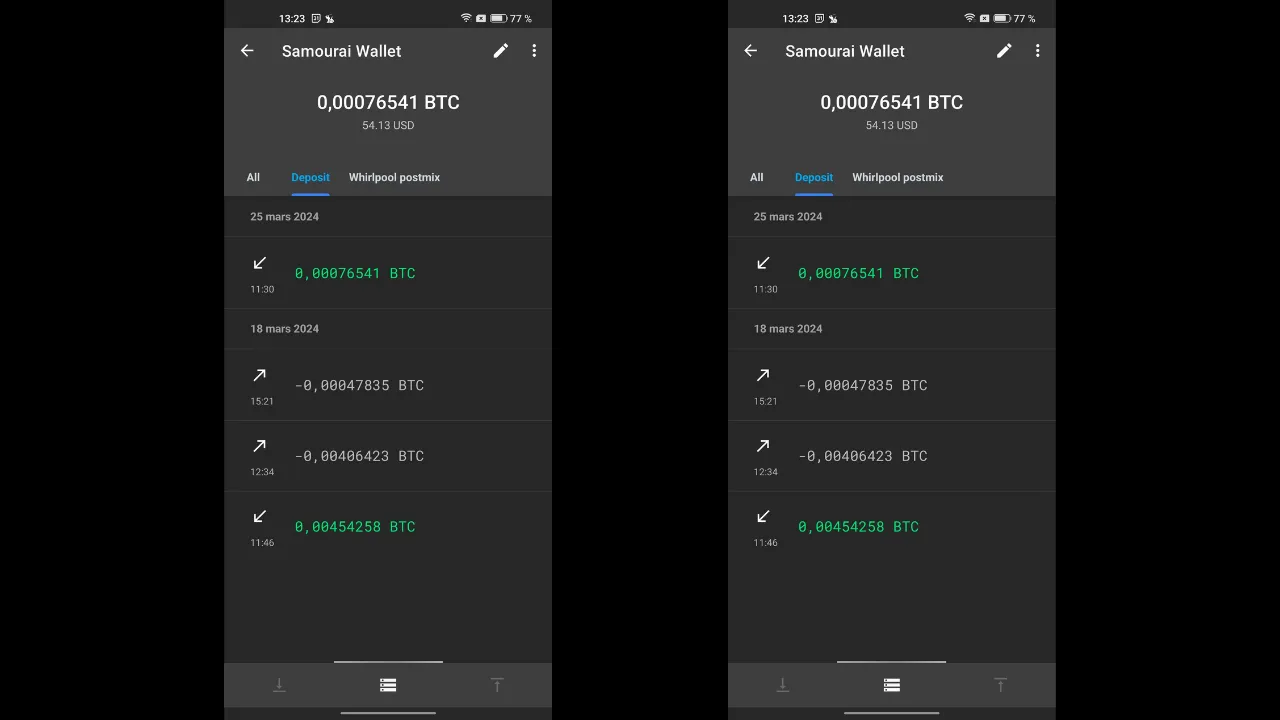 13:23 31 77 %
Samourai Wallet
0,00076541 BTC
54.13 USD
All Deposit Whirlpool postmix
25 mars 2024
0,00076541 BTC
11:30
18 mars 2024
-0,00047835 BTC
15:21
-0,00406423 BTC
12:34
0,00454258 BTC
11:46
13:23 31 77 %
Samourai Wallet
0,00076541 BTC
54.13 USD
All Deposit Whirlpool postmix
25 mars 2024
0,00076541 BTC
11:30
18 mars 2024
-0,00047835 BTC
15:21
-0,00406423 BTC
12:34
0,00454258 BTC
11:46